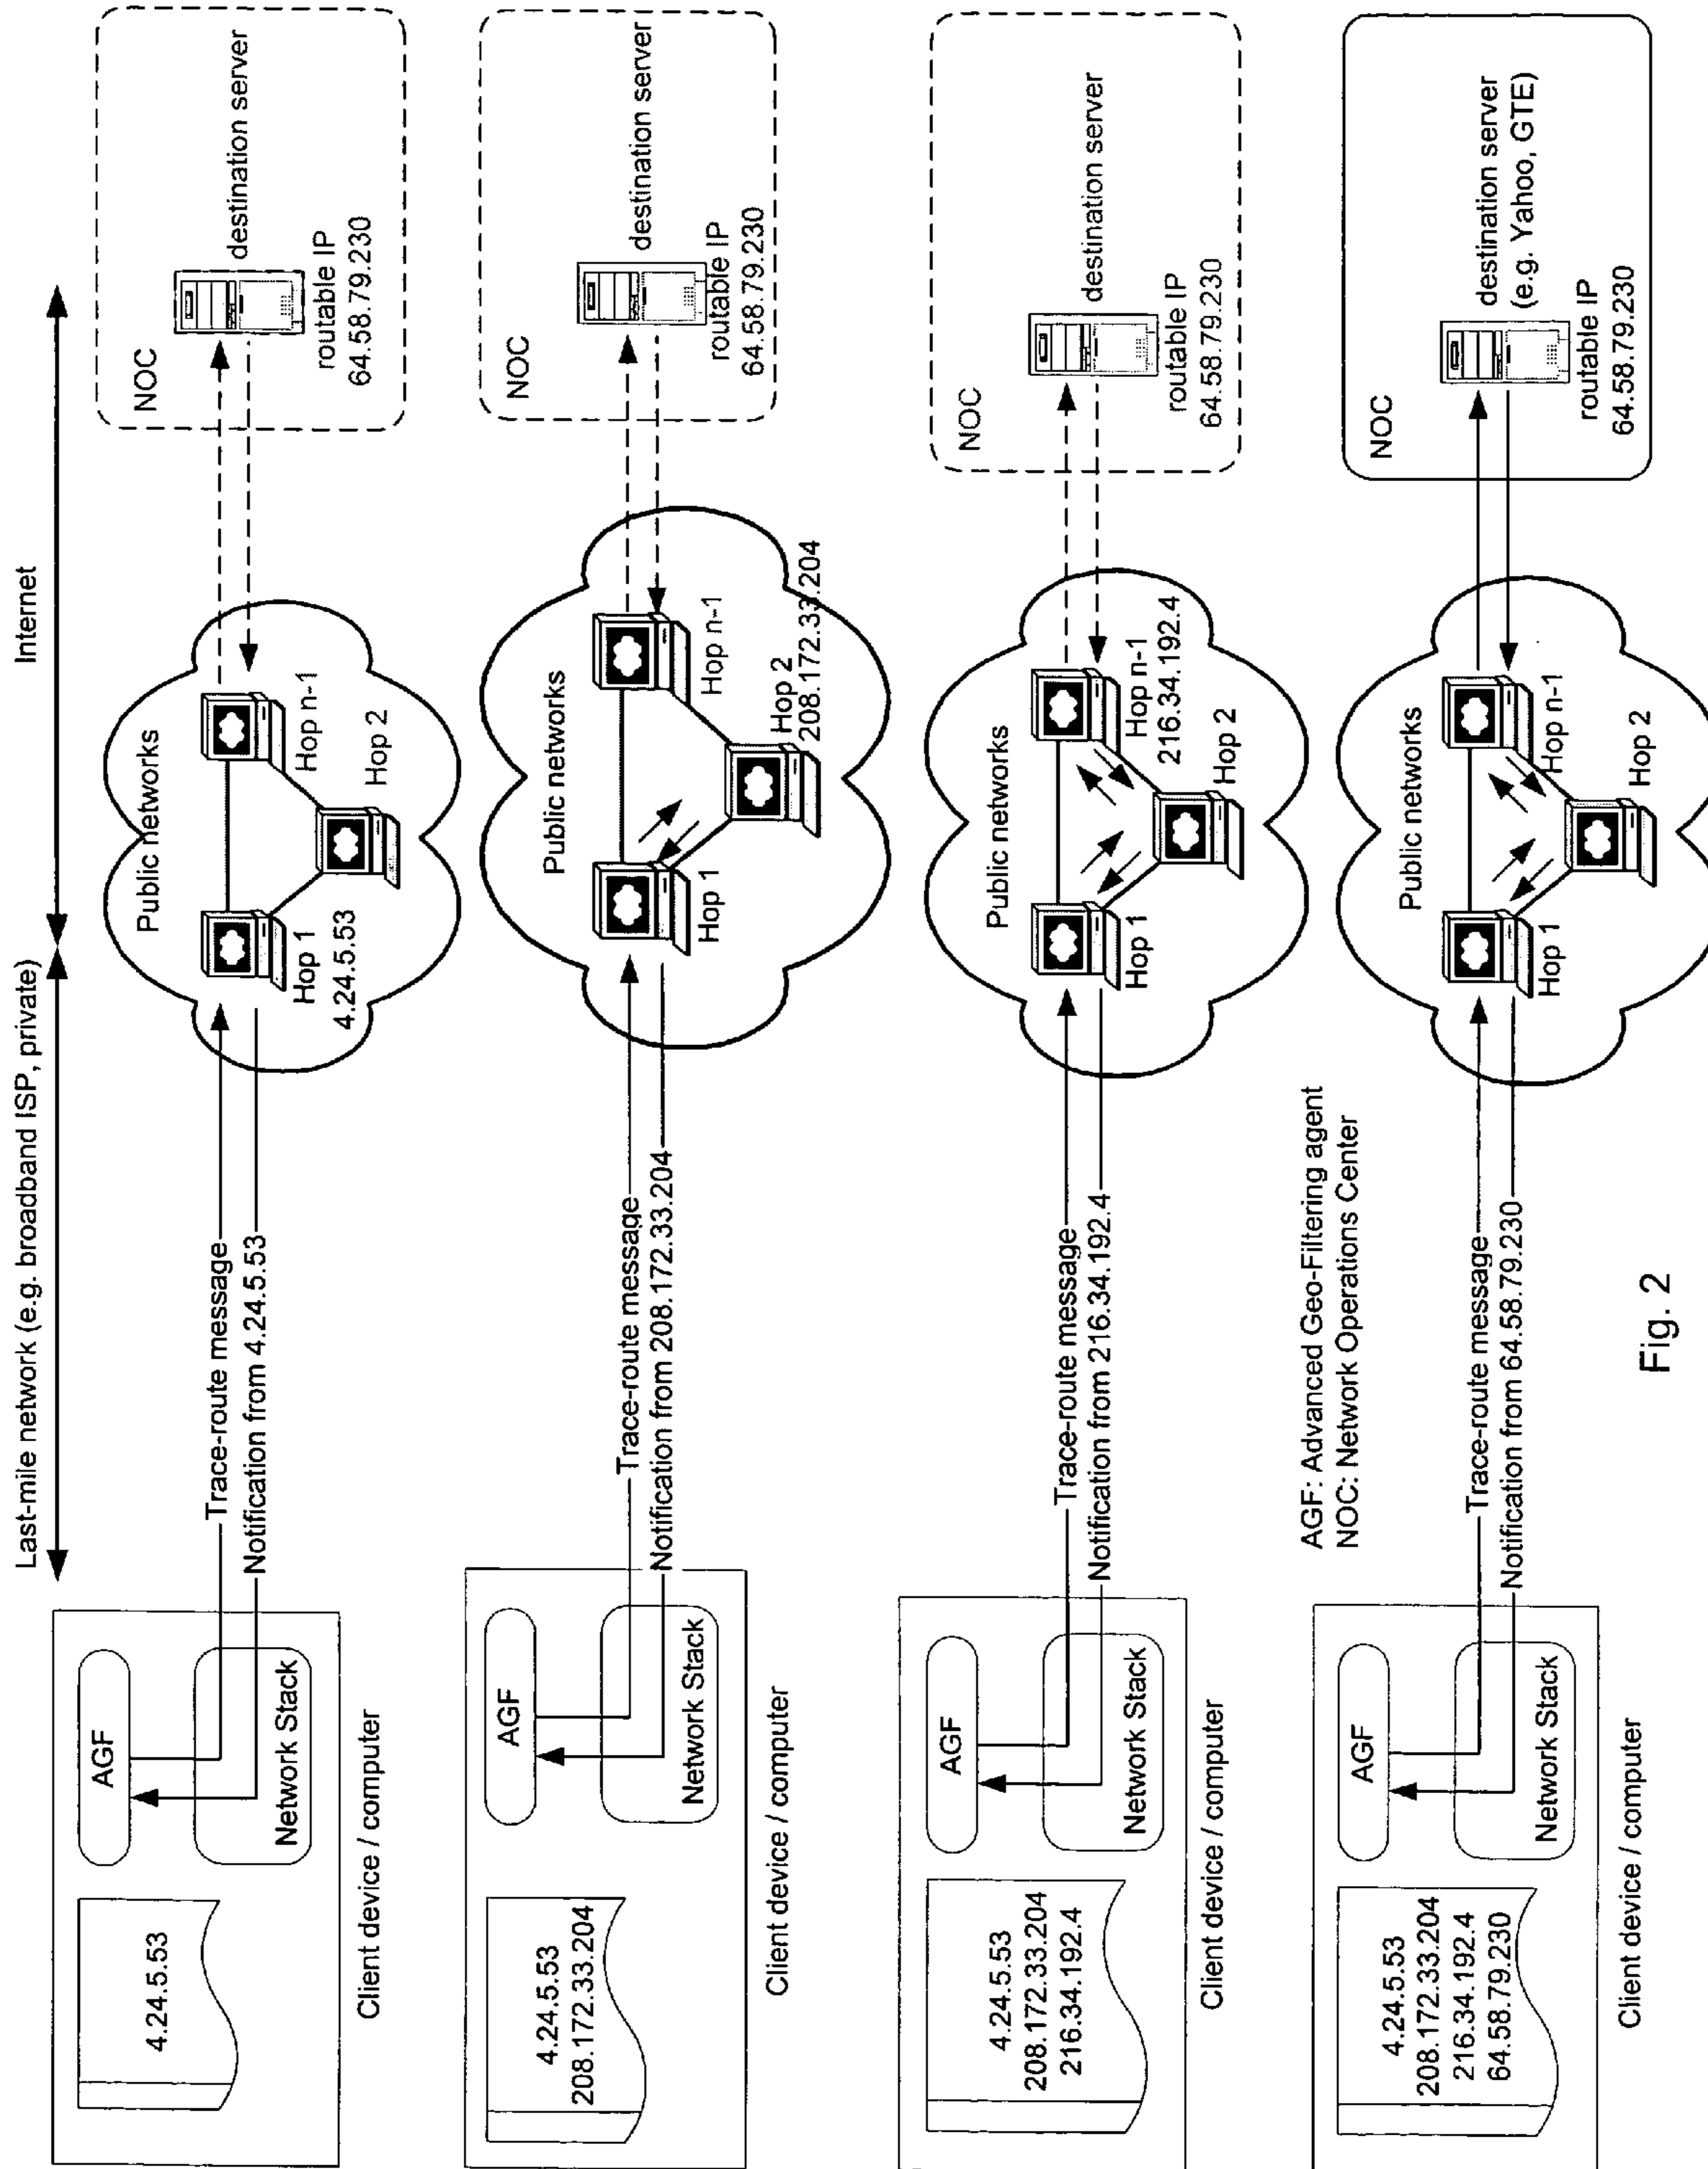 Last-mile network (e.g. broadband ISP, private)
Internet
4.24.5.53
AGF
Network Stack
Client device / computer
Trace-route message
Notification from 4.24.5.53
Public networks
Hop 1
4.24.5.53
Hop 2
Hop n-1
NOC
destination server
routable IP
64.58.79.230
4.24.5.53
208.172.33.204
AGF
Network Stack
Client device / computer
Trace-route message
Notification from 208.172.33.204
Public networks
Hop 1
Hop 2
208.172.33.204
Hop n-1
NOC
destination server
routable IP
64.58.79.230
4.24.5.53
208.172.33.204
216.34.192.4
AGF
Network Stack
Client device / computer
Trace-route message
Notification from 216.34.192.4
Public networks
Hop 1
Hop 2
Hop n-1
216.34.192.4
NOC
destination server
routable IP
64.58.79.230
AGF: Advanced Geo-Filtering agent
NOC: Network Operations Center
4.24.5.53
208.172.33.204
216.34.192.4
64.58.79.230
AGF
Network Stack
Client device / computer
Trace-route message
Notification from 64.58.79.230
Public networks
Hop 1
Hop 2
Hop n-1
NOC
destination server
(e.g. Yahoo, GTE)
routable IP
64.58.79.230
Fig. 2